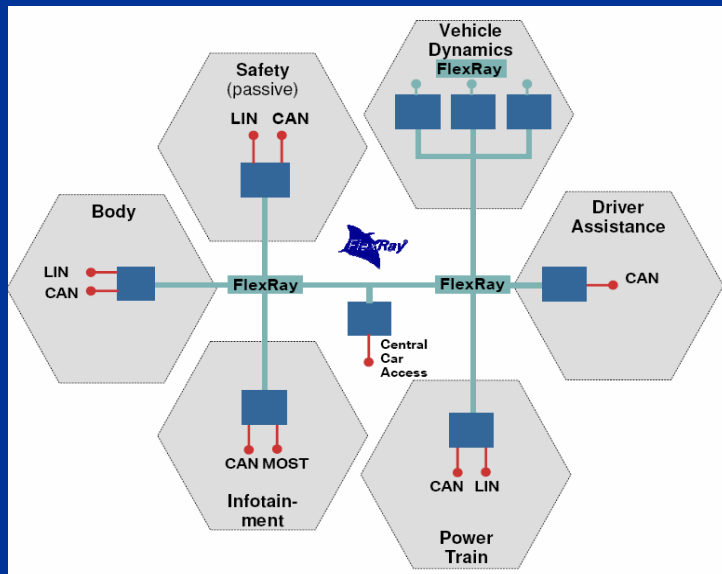 Vehicle
Dynamics
FlexRay
Safety
(passive)
LIN CAN
Body
LIN
CAN
FlexRay
FlexRay
FlexRay
Driver
Assistance
CAN
Central
Car
Access
CAN MOST
Infotain-
ment
CAN LIN
Power
Train